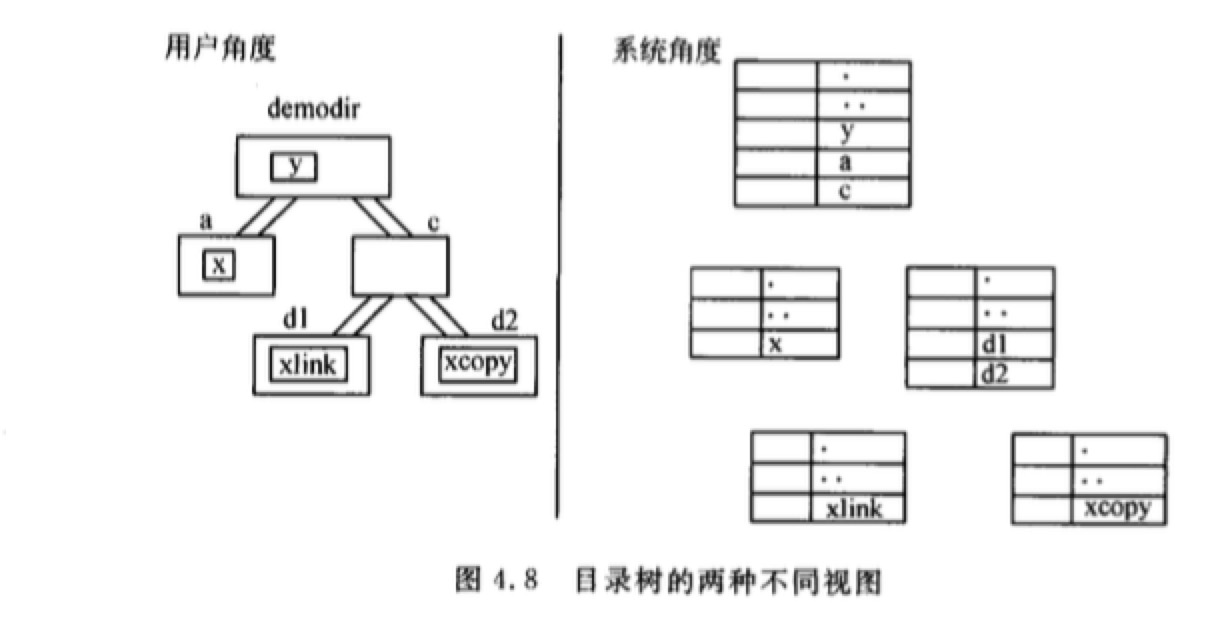 用户角度
demodir
y
a
c
x
d1
d2
xlink
xcopy
系统角度
.
..
y
a
c
.
..
x
.
..
d1
d2
.
..
xlink
.
..
xcopy
图 4.8 目录树的两种不同视图